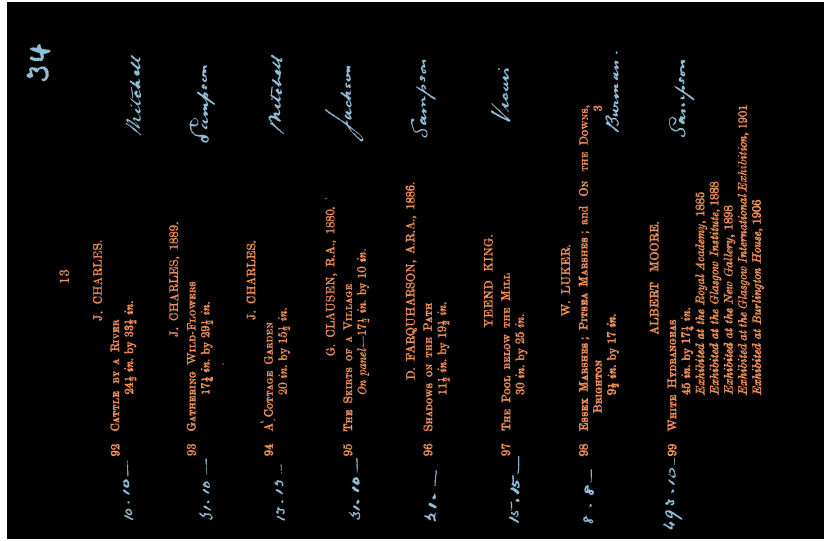 34
13
J. CHARLES.
10.10— 92 CATTLE BY A RIVER Mitchell
24½ in. by 33½ in.
J. CHARLES, 1889.
31.10— 93 GATHERING WILD-FLOWERS Sampson
17½ in. by 29½ in.
J. CHARLES.
13.13— 94 A COTTAGE GARDEN Mitchell
20 in. by 15½ in.
G. CLAUSEN, R.A., 1880.
31.10— 95 THE SKIRTS OF A VILLAGE Jackson
On panel—17½ in. by 10 in.
D. FARQUHARSON, A.R.A., 1886.
21.— 96 SHADOWS ON THE PATH Sampson
11½ in. by 19½ in.
YEEND KING.
15.15— 97 THE POOL BELOW THE MILL
30 in. by 25 in.
W. LUKER.
8.8— 98 ESSEX MARSHES; PITSEA MARSHES; and ON THE DOWNS,
BRIGHTON 3 Burman.
9½ in. by 17 in.
ALBERT MOORE.
493.10— 99 WHITE HYDRANGEAS Sampson
45 in. by 17½ in.
Exhibited at the Royal Academy, 1885
Exhibited at the Glasgow Institute, 1888
Exhibited at the New Gallery, 1898
Exhibited at the Glasgow International Exhibition, 1901
Exhibited at Burlington House, 1906